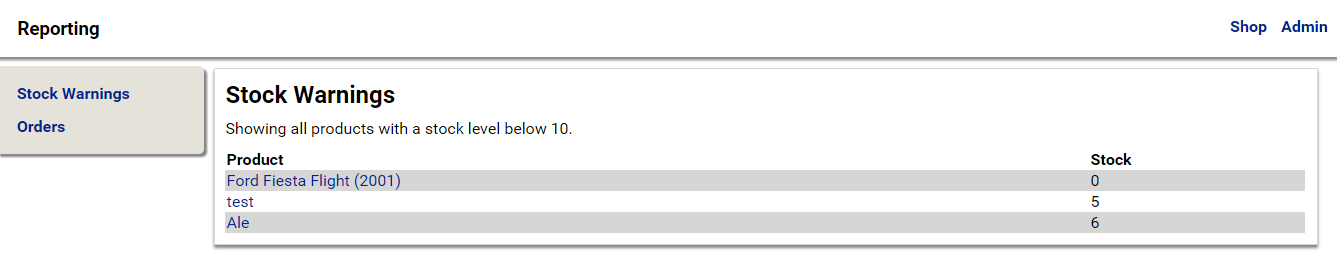 Reporting
Shop Admin
Stock Warnings
Orders
Stock Warnings
Showing all products with a stock level below 10.
Product Stock
Ford Fiesta Flight (2001) 0
test 5
Ale 6